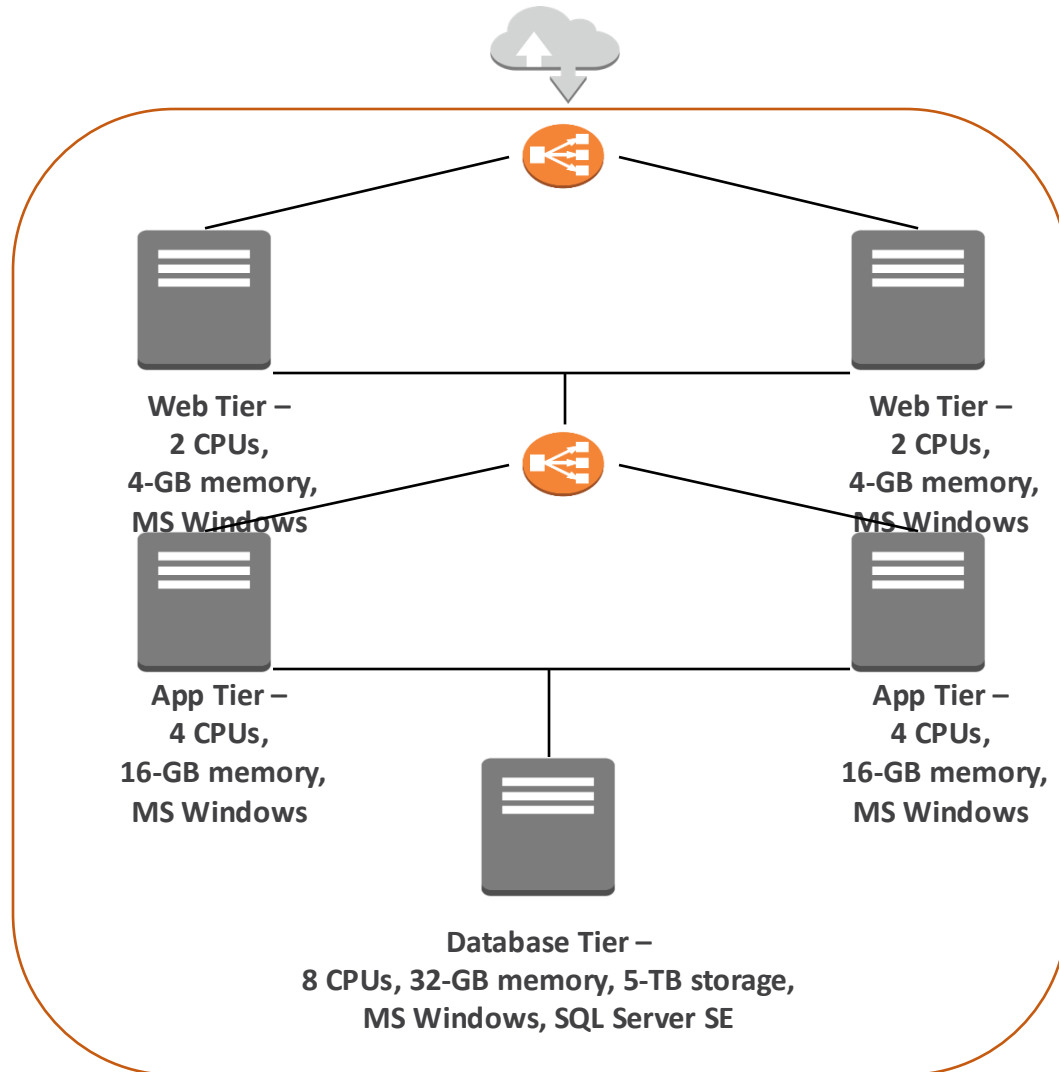 Web Tier –
2 CPUs,
4-GB memory,
MS Windows
Web Tier –
2 CPUs,
4-GB memory,
MS Windows
App Tier –
4 CPUs,
16-GB memory,
MS Windows
App Tier –
4 CPUs,
16-GB memory,
MS Windows
Database Tier –
8 CPUs, 32-GB memory, 5-TB storage,
MS Windows, SQL Server SE